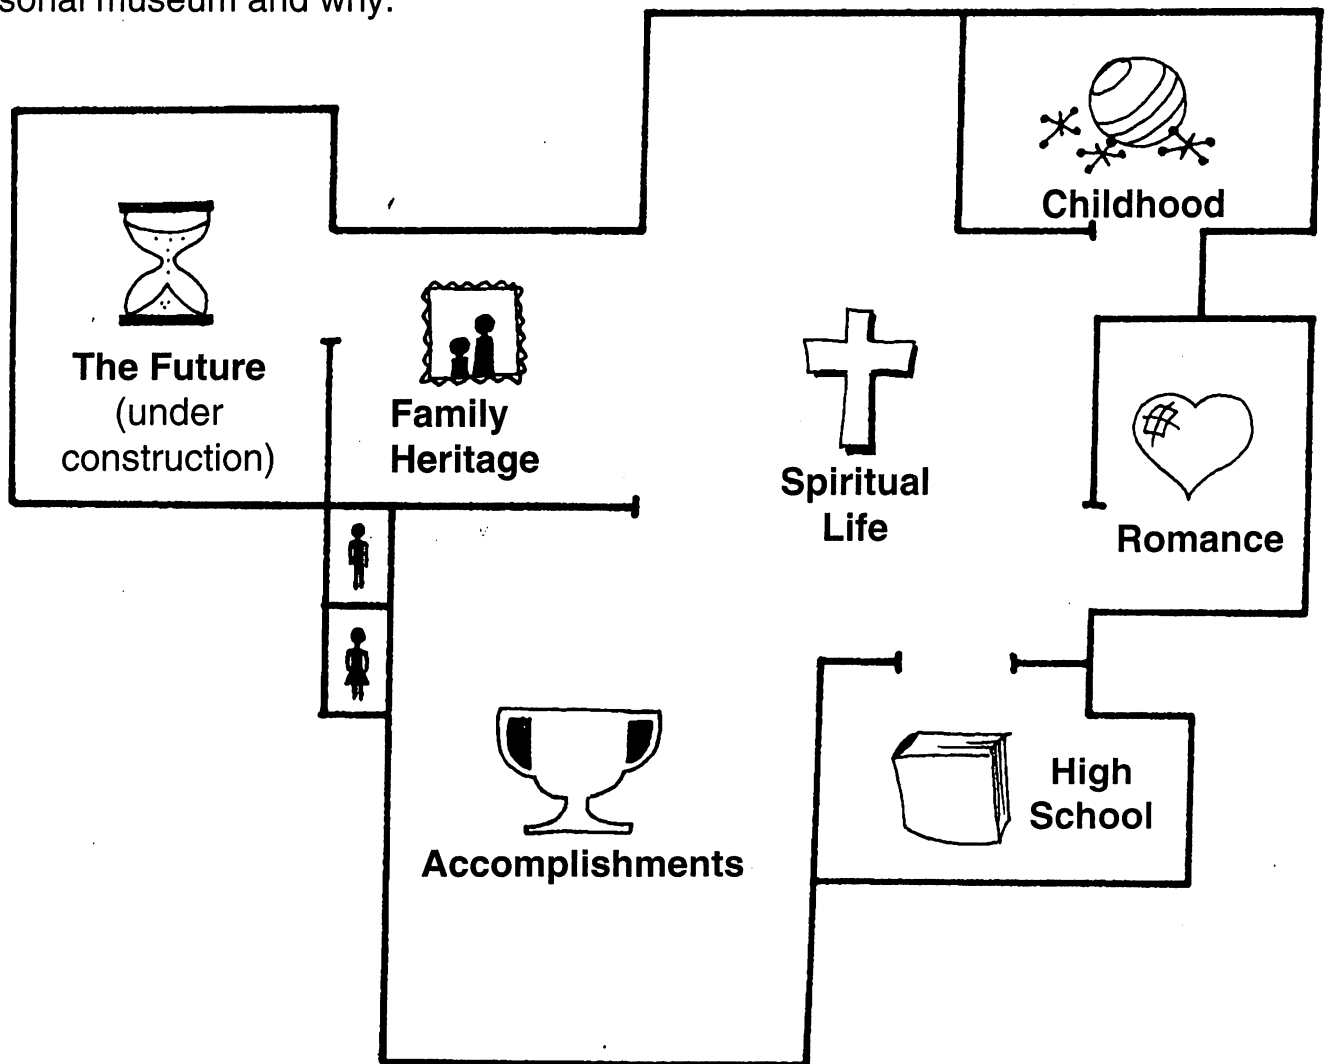 sonal museum and why.
Childhood
The Future
(under
construction)
Family
Heritage
Spiritual
Life
Romance
High
School
Accomplishments